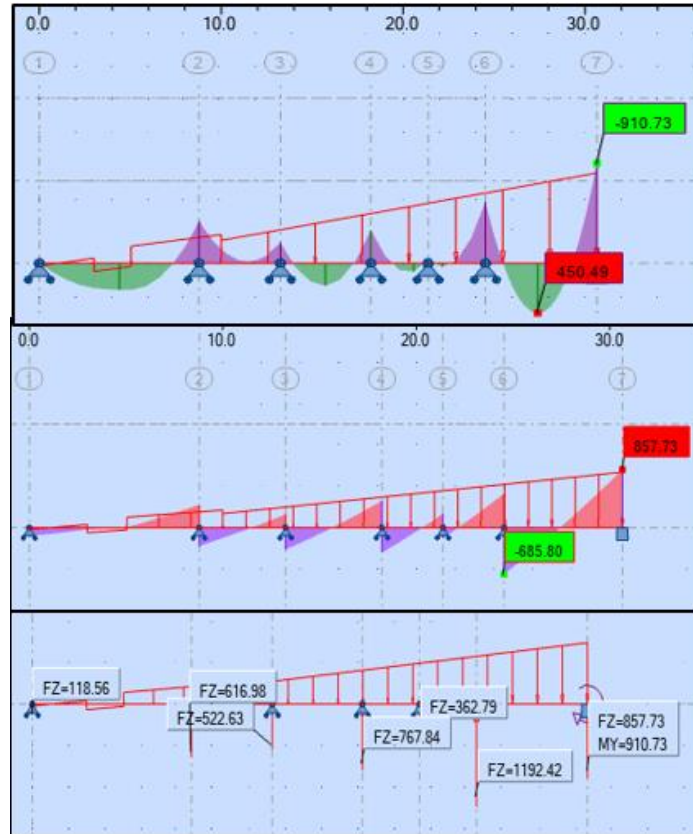 0.0 10.0 20.0 30.0
1 2 3 4 5 6 7
-910.73
450.49
0.0 10.0 20.0 30.0
1 2 3 4 5 6 7
857.73
-685.80
FZ=118.56
FZ=616.98
FZ=522.63
FZ=362.79
FZ=767.84
FZ=857.73
MY=910.73
FZ=1192.42